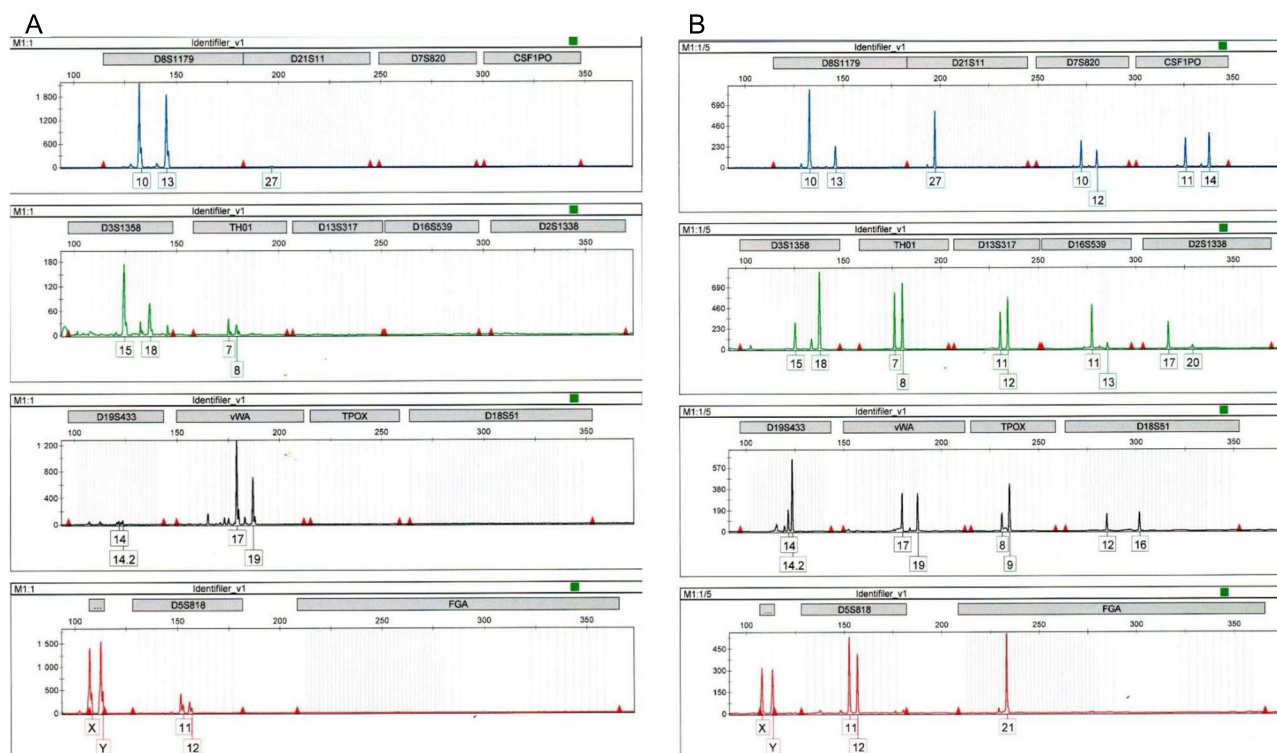 A
M1:1 Identifiler_v1
D8S1179 D21S11 D7S820 CSF1PO
100 150 200 250 300 350
1 800
1 200
600
0
10 13 27
M1:1 Identifiler_v1
D3S1358 TH01 D13S317 D16S539 D2S1338
100 150 200 250 300 350
180
120
60
0
15 18 7
8
M1:1 Identifiler_v1
D19S433 vWA TPOX D18S51
100 150 200 250 300 350
1 200
800
400
0
14 17 19
14.2
M1:1 Identifiler_v1
... D5S818 FGA
100 150 200 250 300 350
1 500
1 000
500
0
X 11
Y 12
B
M1:1/5 Identifiler_v1
D8S1179 D21S11 D7S820 CSF1PO
100 150 200 250 300 350
690
460
230
0
10 13 27 10 11 14
12
M1:1/5 Identifiler_v1
D3S1358 TH01 D13S317 D16S539 D2S1338
100 150 200 250 300 350
690
460
230
0
15 18 7 11 11 17 20
8 12 13
M1:1/5 Identifiler_v1
D19S433 vWA TPOX D18S51
100 150 200 250 300 350
570
380
190
0
14 17 19 8 12 16
14.2 9
M1:1/5 Identifiler_v1
... D5S818 FGA
100 150 200 250 300 350
450
300
150
0
X 11 21
Y 12